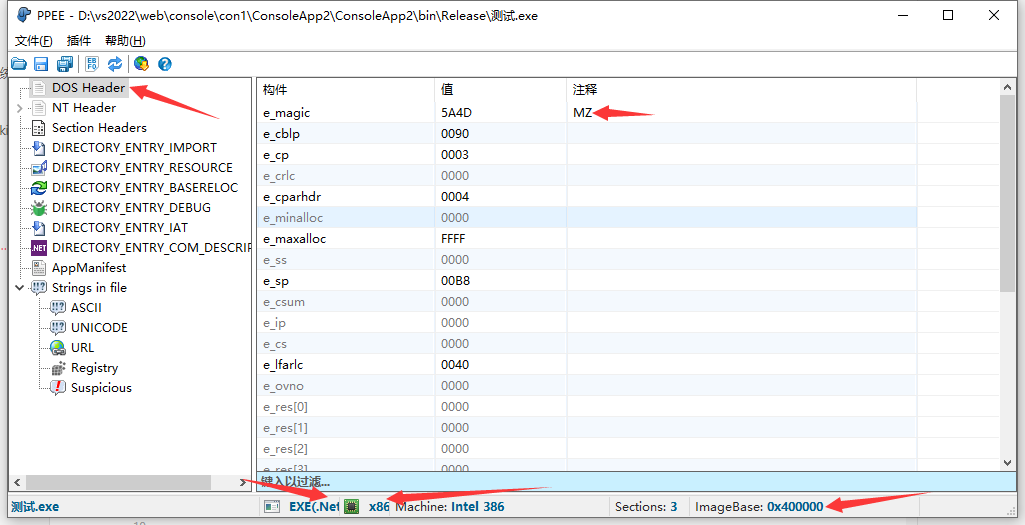 PPEE - D:\vs2022\web\console\con1\ConsoleApp2\ConsoleApp2\bin\Release\测试.exe
文件(F) 插件 帮助(H)
DOS Header
NT Header
Section Headers
DIRECTORY_ENTRY_IMPORT
DIRECTORY_ENTRY_RESOURCE
DIRECTORY_ENTRY_BASERELOC
DIRECTORY_ENTRY_DEBUG
DIRECTORY_ENTRY_IAT
.NET DIRECTORY_ENTRY_COM_DESCRIP
AppManifest
Strings in file
ASCII
UNICODE
URL
Registry
Suspicious
构件 值 注释
e_magic 5A4D MZ
e_cblp 0090
e_cp 0003
e_crlc 0000
e_cparhdr 0004
e_minalloc 0000
e_maxalloc FFFF
e_ss 0000
e_sp 00B8
e_csum 0000
e_ip 0000
e_cs 0000
e_lfarlc 0040
e_ovno 0000
e_res[0] 0000
e_res[1] 0000
e_res[2] 0000
e_res[3] 0000
键入以过滤...
测试.exe EXE(.Net x86 Machine: Intel 386 Sections: 3 ImageBase: 0x400000